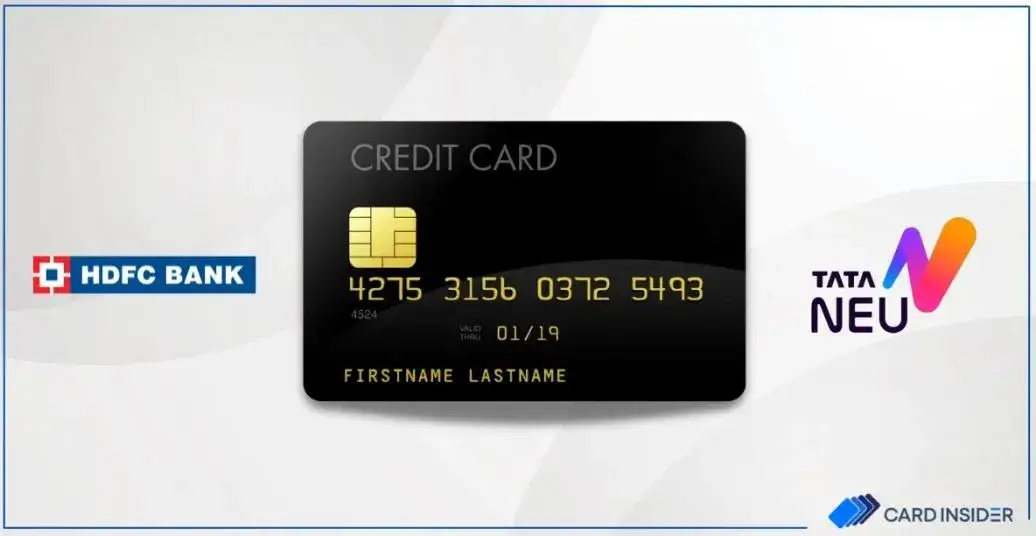 CREDIT CARD
HDFC BANK
4275 3156 0372 5493
4524
VALID
THRU
01/19
FIRSTNAME LASTNAME
TATA
NEU
CARD INSIDER